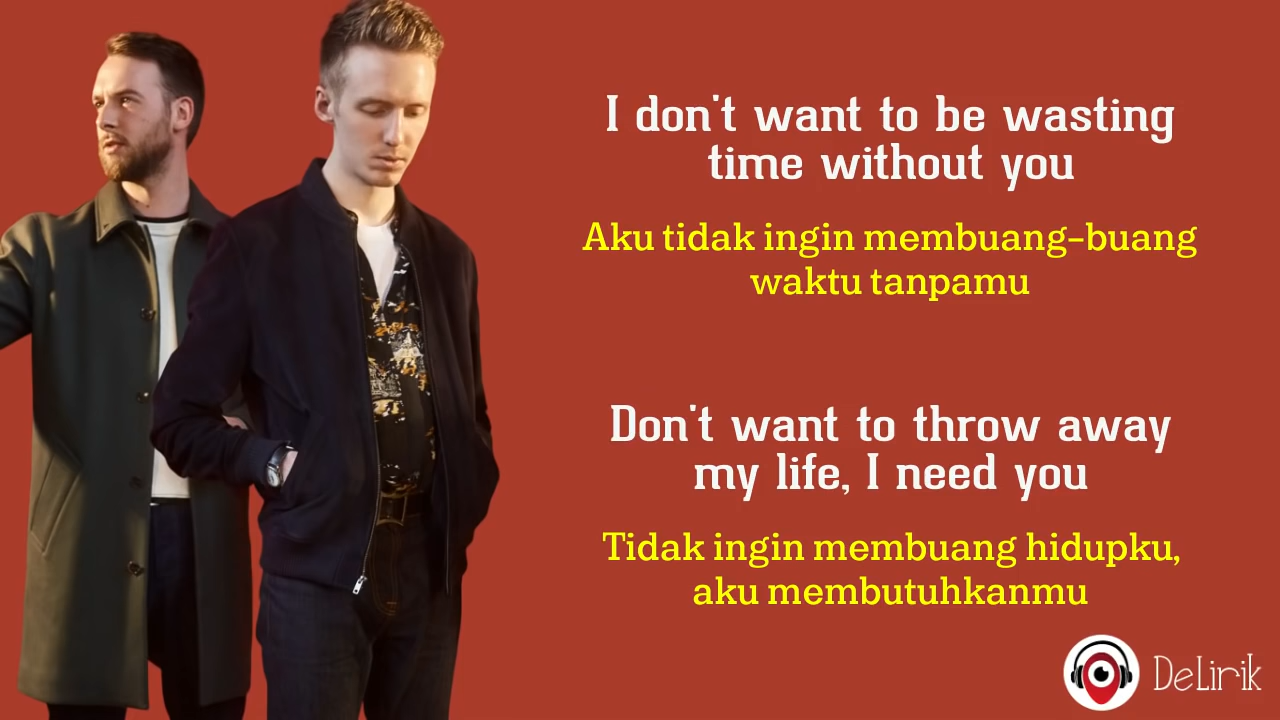 I don't want to be wasting
time without you
Aku tidak ingin membuang-buang
waktu tanpamu
Don't want to throw away
my life, I need you
Tidak ingin membuang hidupku,
aku membutuhkanmu
DeLirik